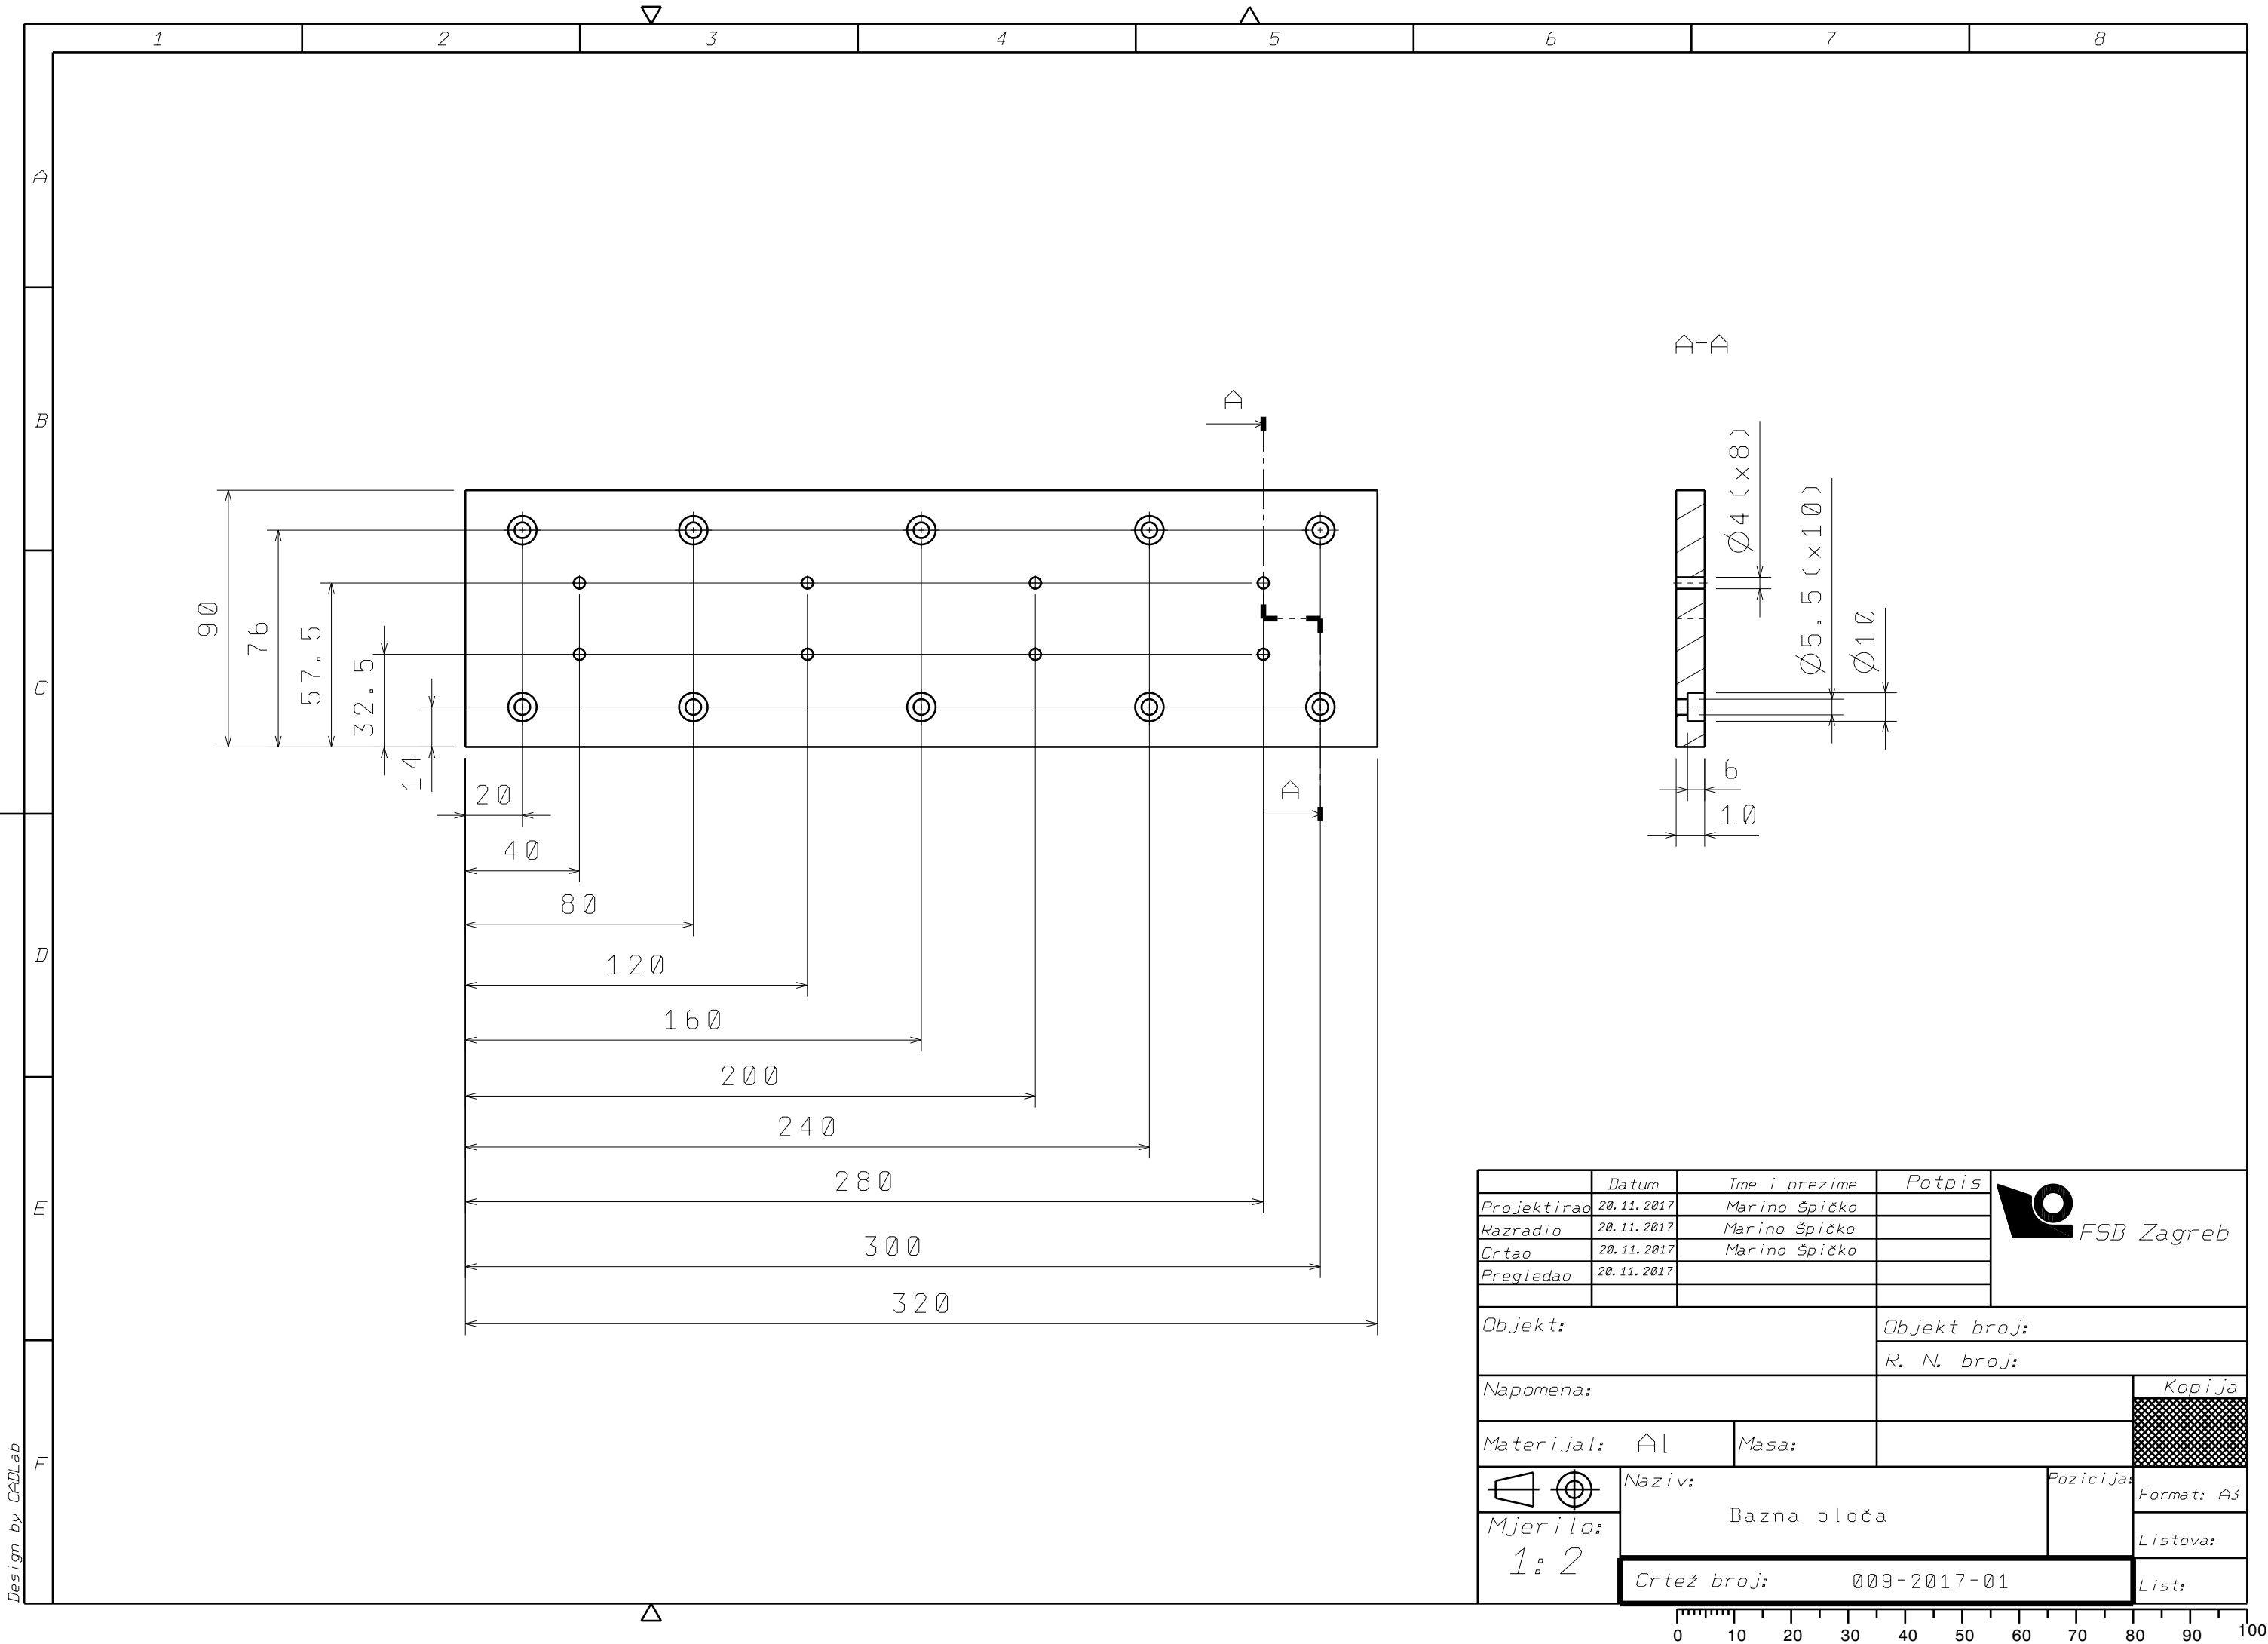 1 2 3 4 5 6 7 8
A
B
C
D
E
F
A-A
A
A
90
76
57.5
32.5
14
20
40
80
120
160
200
240
280
300
320
Ø4(x8)
Ø5.5(x10)
Ø10
6
10
Datum Ime i prezime Potpis
Projektirao 20.11.2017 Marino Špičko
Razradio 20.11.2017 Marino Špičko
Crtao 20.11.2017 Marino Špičko
Pregledao 20.11.2017
FSB Zagreb
Objekt: Objekt broj:
R. N. broj:
Napomena: Kopija
Materijal: Al Masa:
Naziv: Pozicija:
Bazna ploča
Format: A3
Mjerilo:
1:2
Listova:
Crtež broj: 009-2017-01
List:
Design by CADLab
0 10 20 30 40 50 60 70 80 90 100